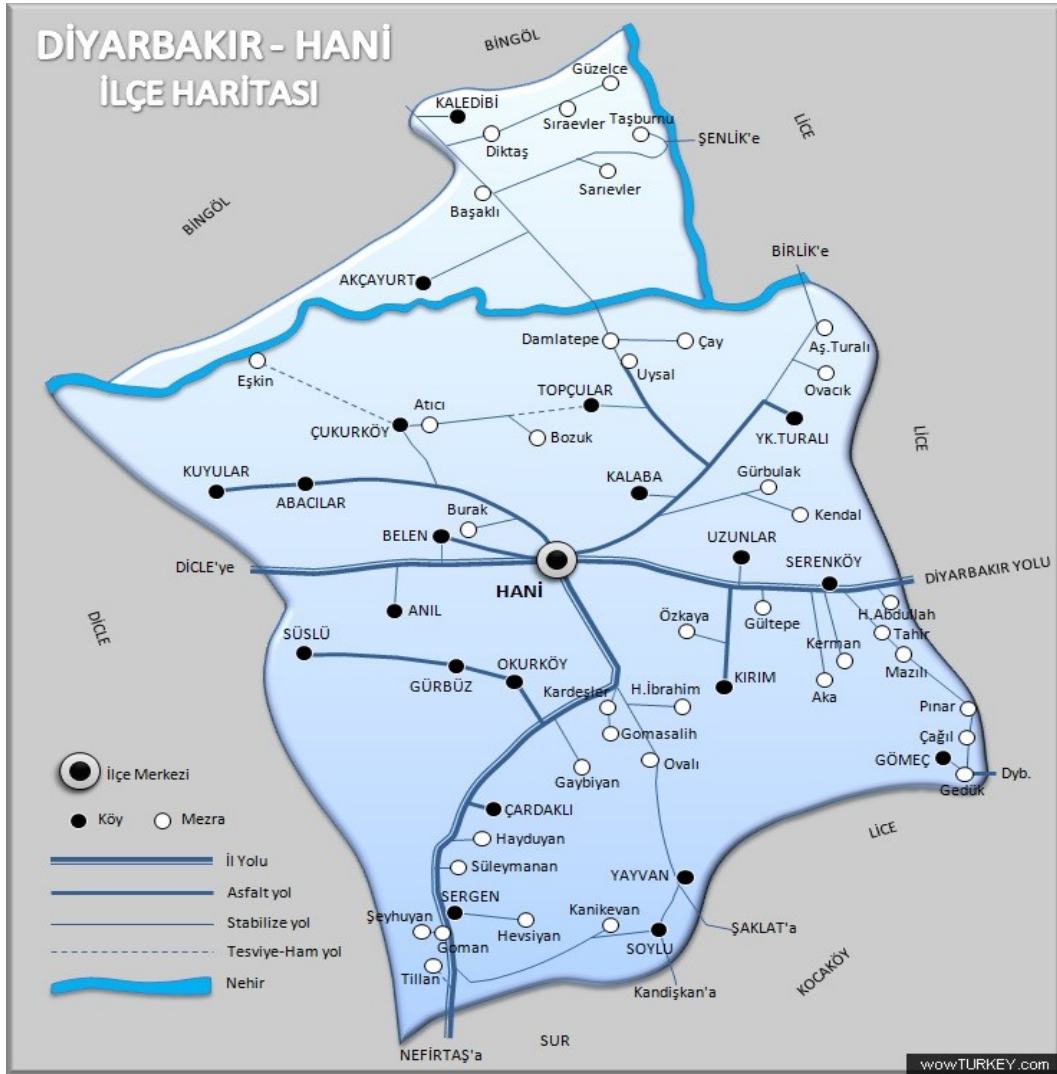 DİYARBAKIR - HANİ
İLÇE HARİTASI
BİNGÖL
Güzelce
KALEDİBİ
Sıraevler
Taşburnu
LİCE
Diktaş
ŞENLİK'e
Sarıevler
Başaklı
BİNGÖL
BİRLİK'e
AKÇAYURT
Damlatepe
Çay
Aş.Turalı
Eşkin
Uysal
Ovacık
TOPÇULAR
Atıcı
ÇUKURKÖY
Bozuk
YK.TURALI
LİCE
KUYULAR
ABACILAR
KALABA
Gürbulak
Burak
Kendal
BELEN
UZUNLAR
SERENKÖY
DİCLE'ye
HANİ
DİYARBAKIR YOLU
DİCLE
ANIL
Özkaya
Gültepe
H.Abdullah
Tahir
Kerman
Mazılı
SÜSLÜ
OKURKÖY
GÜRBÜZ
Kardeşler
H.İbrahim
KIRIM
Aka
Pınar
Gomasalih
Çağıl
Ovalı
GÖMEÇ
Gaybiyan
Gedük
Dyb.
İlçe Merkezi
ÇARDAKLI
Köy
Mezra
LİCE
Hayduyan
İl Yolu
Süleymanan
YAYVAN
Asfalt yol
SERGEN
Şeyhuyan
Kanikevan
Stabilize yol
Goman
Hevsiyan
SOYLU
ŞAKLAT'a
Tesviye-Ham yol
Tillan
KOCAKÖY
Nehir
Kandişkan'a
SUR
NEFİRTAŞ'a
wowTURKEY.com